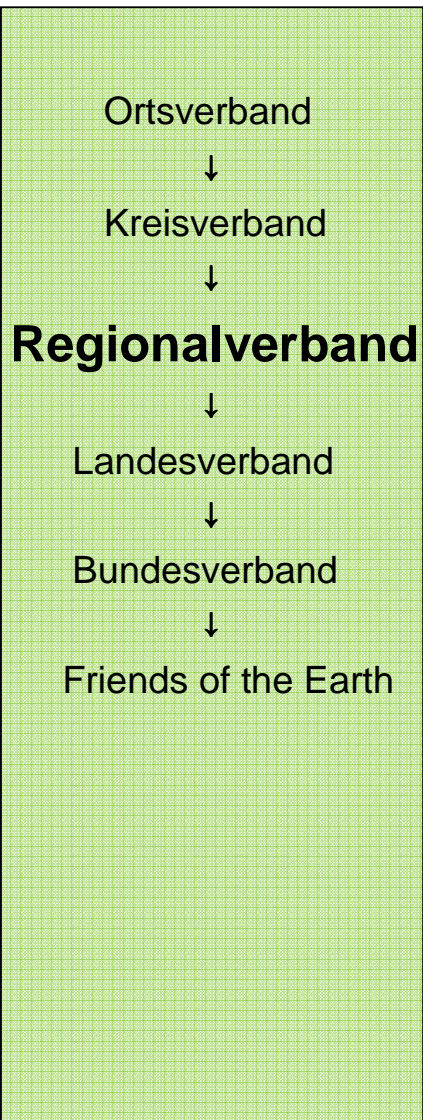 Ortsverband
↓
Kreisverband
↓
Regionalverband
↓
Landesverband
↓
Bundesverband
↓
Friends of the Earth